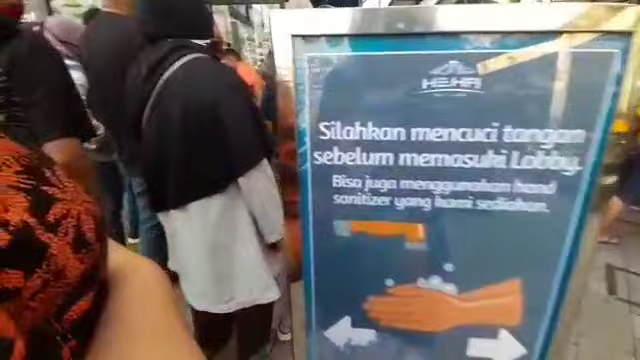 HEHA
Silahkan mencuci tangan
sebelum memasuki Lobby.
Bisa juga menggunakan hand
sanitizer yang kami sediakan.